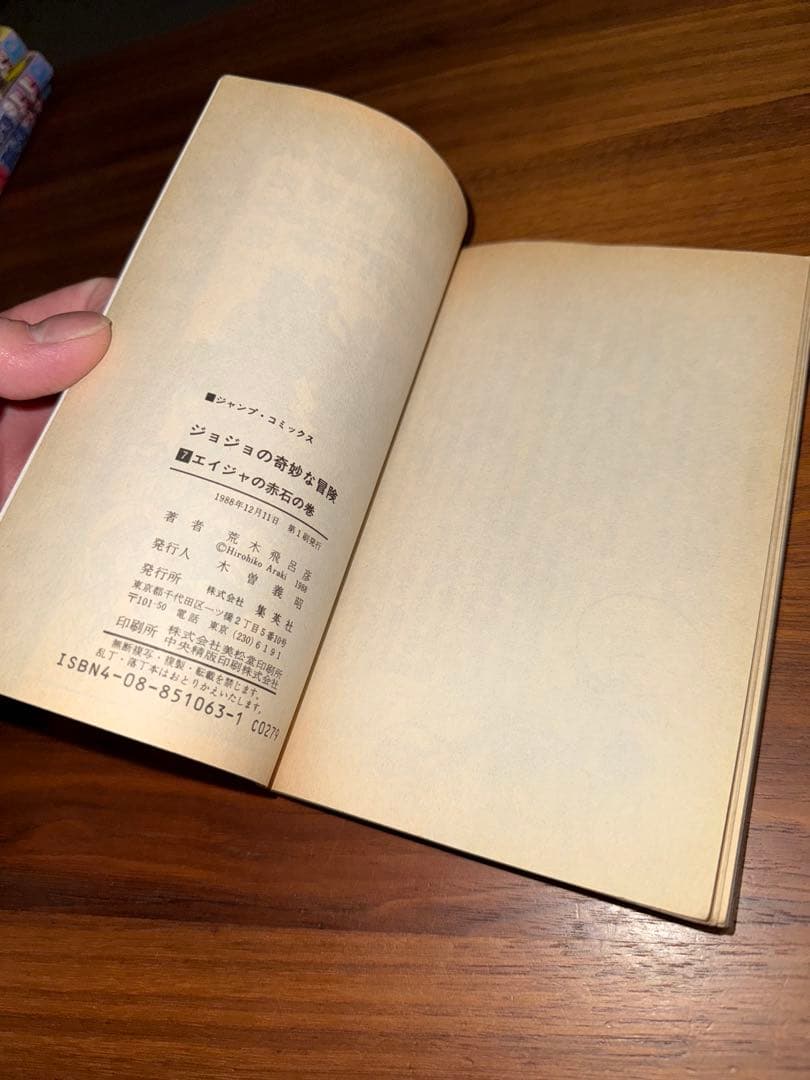 ■ジャンプ・コミックス
ジョジョの奇妙な冒険
7エイジャの赤石の巻
1988年12月11日 第1刷発行
著者 荒木飛呂彦
©Hirohiko Araki 1988
発行人 木曽義昭
発行所 株式会社 集英社
東京都千代田区一ツ橋2丁目5番10号
〒101-50 電話 東京 (230)6191
印刷所 株式会社美松堂印刷所
中央精版印刷株式会社
無断複写・複製・転載を禁じます。
乱丁・落丁本はおとりかえいたします。
ISBN4-08-851063-1 C0279